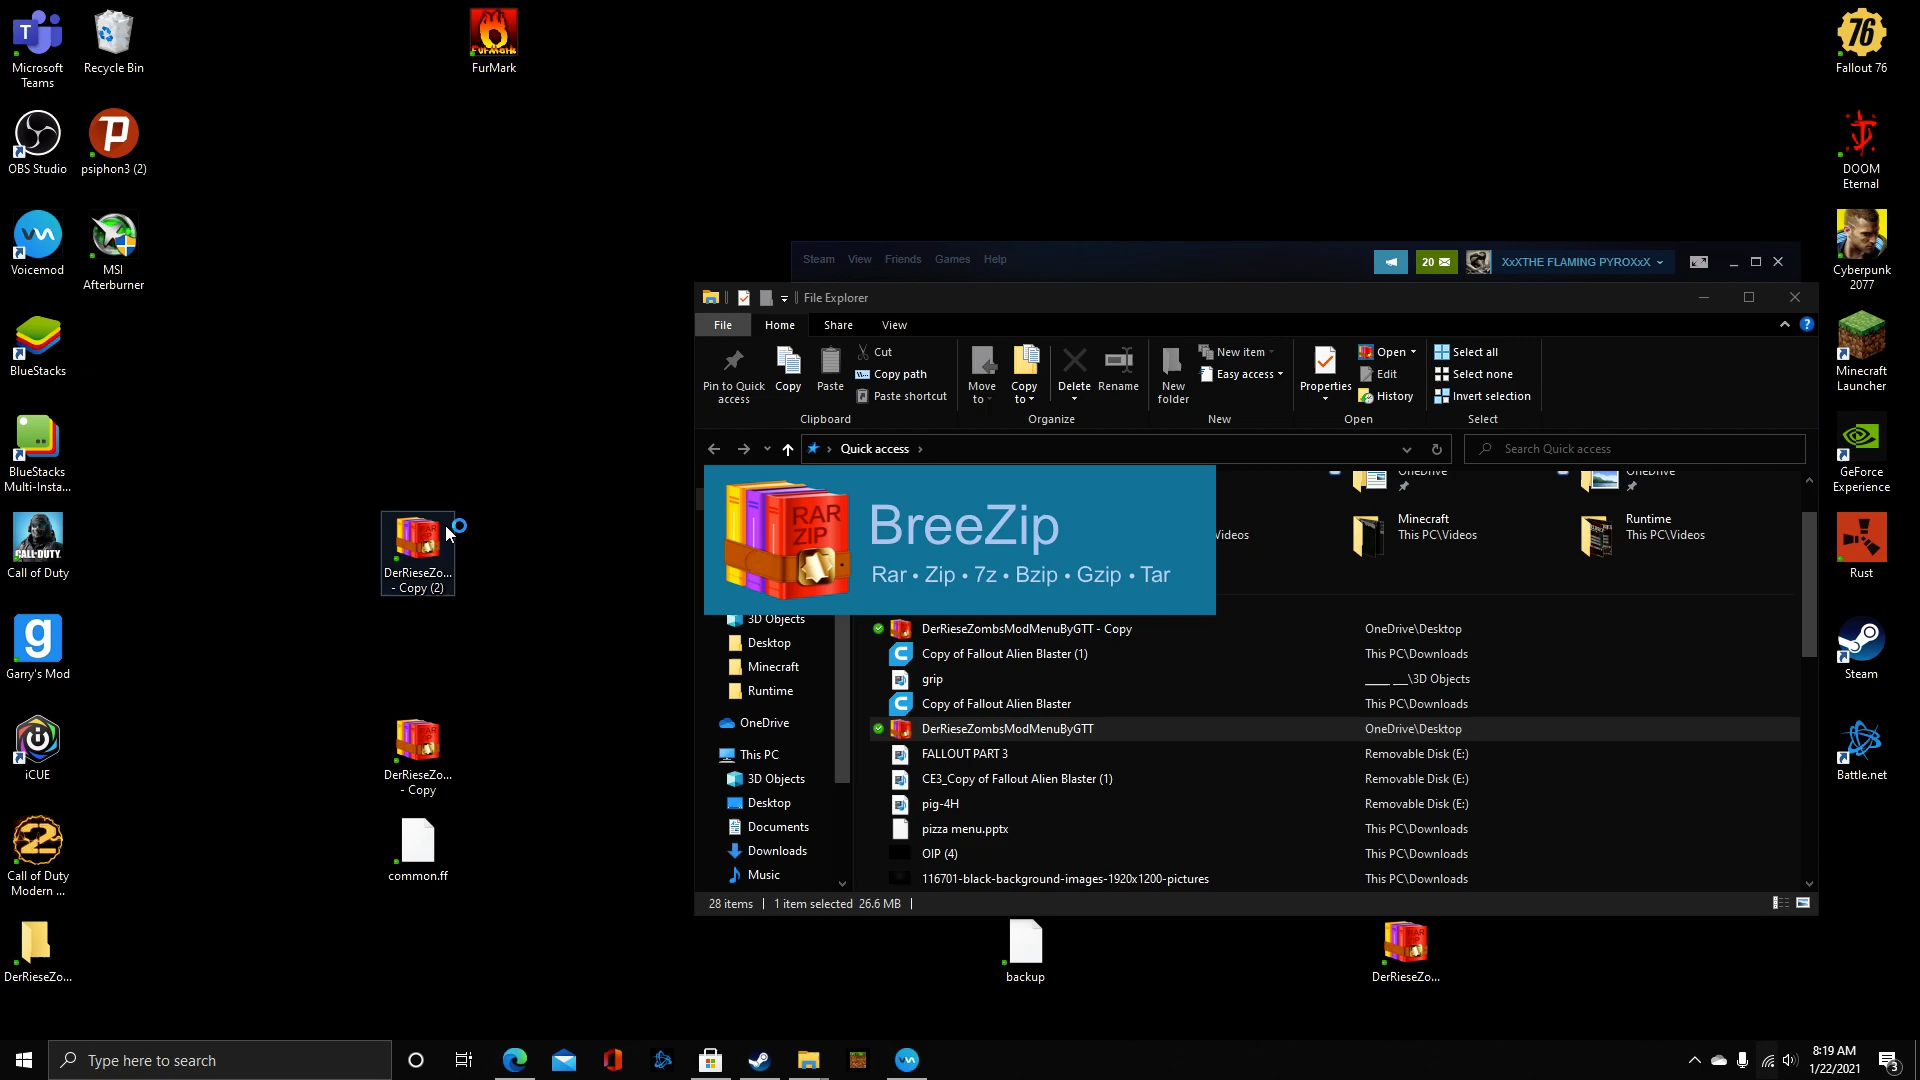 Microsoft
Teams
Recycle Bin
FurMark
Fallout 76
OBS Studio
psiphon3 (2)
DOOM
Eternal
Voicemod
MSI
Afterburner
Cyberpunk
2077
BlueStacks
Minecraft
Launcher
BlueStacks
Multi-Insta...
GeForce
Experience
CALL-DUTY
Call of Duty
DerRieseZo...
- Copy (2)
Rust
Garry's Mod
Steam
iCUE
DerRieseZo...
- Copy
Battle.net
Call of Duty
Modern ...
common.ff
DerRieseZo...
backup
DerRieseZo...
Steam View Friends Games Help
20
XxXTHE FLAMING PYROXxX
File Explorer
File Home Share View
Pin to Quick
access
Copy
Paste
Cut
Copy path
Paste shortcut
Clipboard
Move
to
Copy
to
Delete
Rename
Organize
New
folder
New item
Easy access
New
Properties
Open
Edit
History
Open
Select all
Select none
Invert selection
Select
Quick access
Search Quick access
OneDrive
OneDrive
Minecraft
This PC\Videos
Runtime
This PC\Videos
RAR
ZIP
BreeZip
Rar • Zip • 7z • Bzip • Gzip • Tar
3D Objects
Desktop
Minecraft
Runtime
OneDrive
This PC
3D Objects
Desktop
Documents
Downloads
Music
DerRieseZombsModMenuByGTT - Copy OneDrive\Desktop
Copy of Fallout Alien Blaster (1) This PC\Downloads
grip _____ ___\3D Objects
Copy of Fallout Alien Blaster This PC\Downloads
DerRieseZombsModMenuByGTT OneDrive\Desktop
FALLOUT PART 3 Removable Disk (E:)
CE3_Copy of Fallout Alien Blaster (1) Removable Disk (E:)
pig-4H Removable Disk (E:)
pizza menu.pptx This PC\Downloads
OIP (4) This PC\Downloads
116701-black-background-images-1920x1200-pictures This PC\Downloads
28 items 1 item selected 26.6 MB
Type here to search
8:19 AM
1/22/2021
3